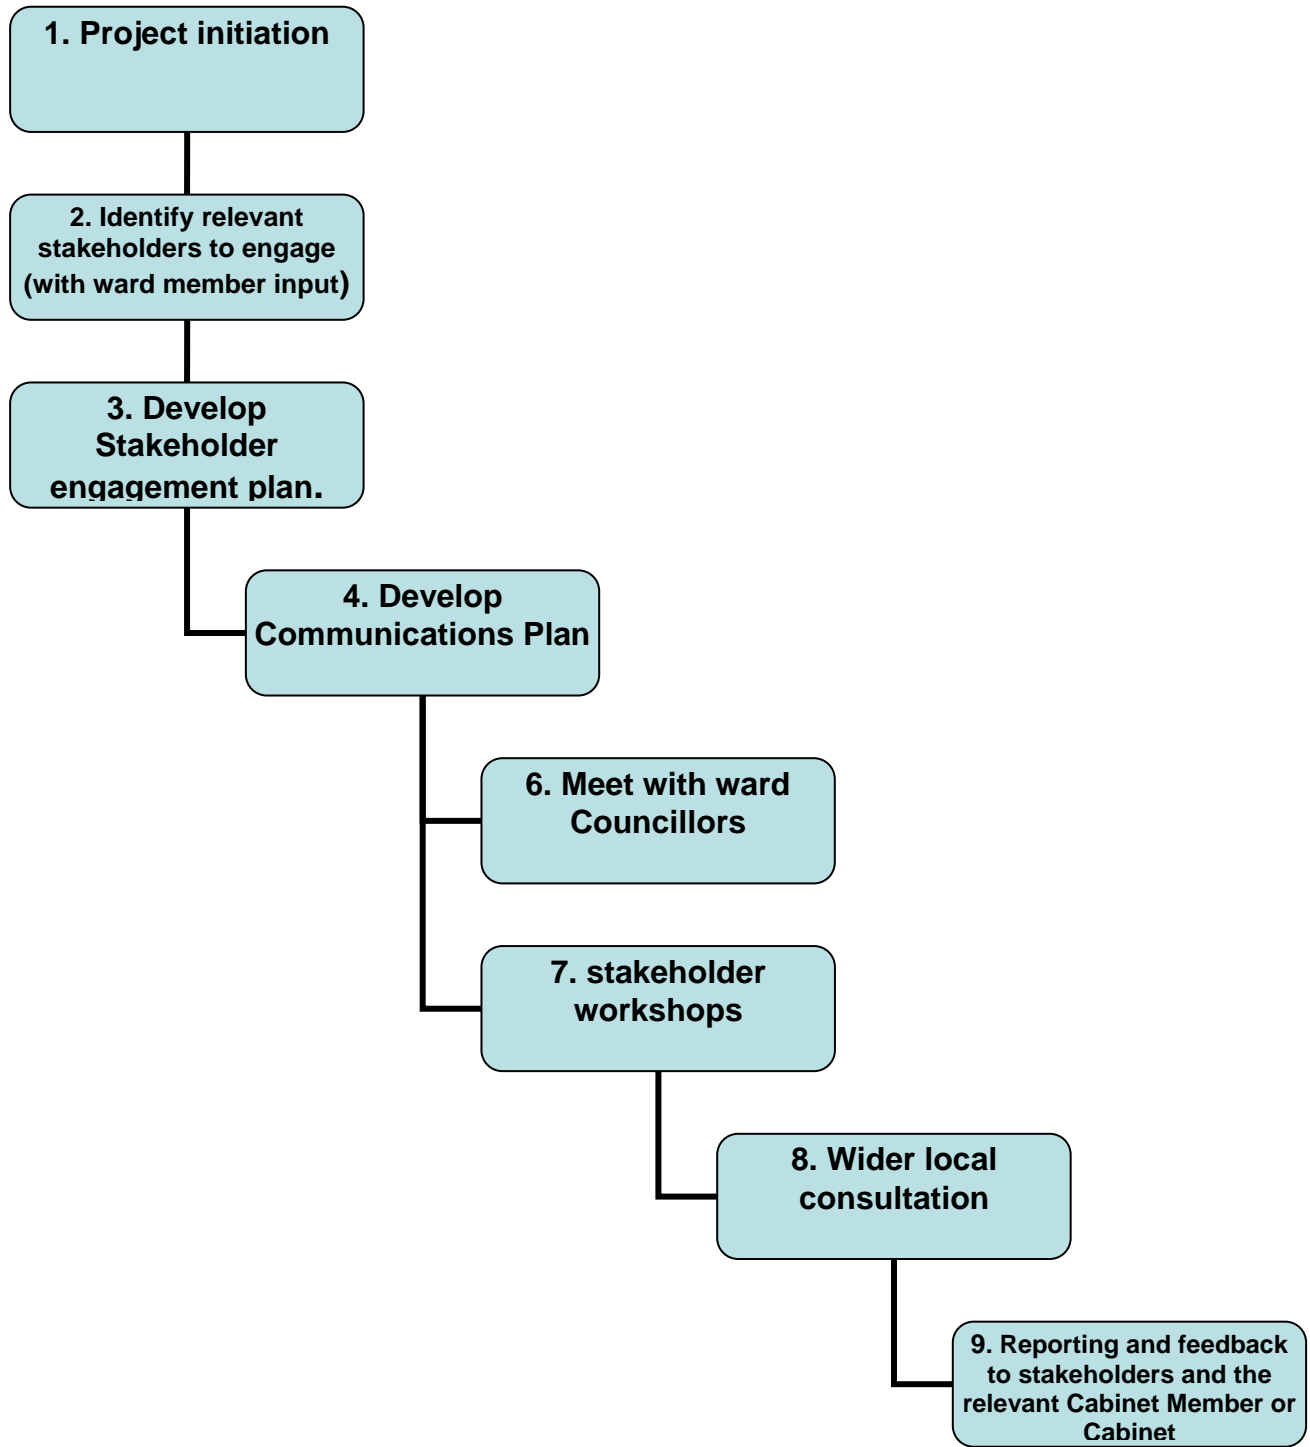 1. Project initiation
2. Identify relevant
stakeholders to engage
(with ward member input)
3. Develop
Stakeholder
engagement plan.
4. Develop
Communications Plan
6. Meet with ward
Councillors
7. stakeholder
workshops
8. Wider local
consultation
9. Reporting and feedback
to stakeholders and the
relevant Cabinet Member or
Cabinet